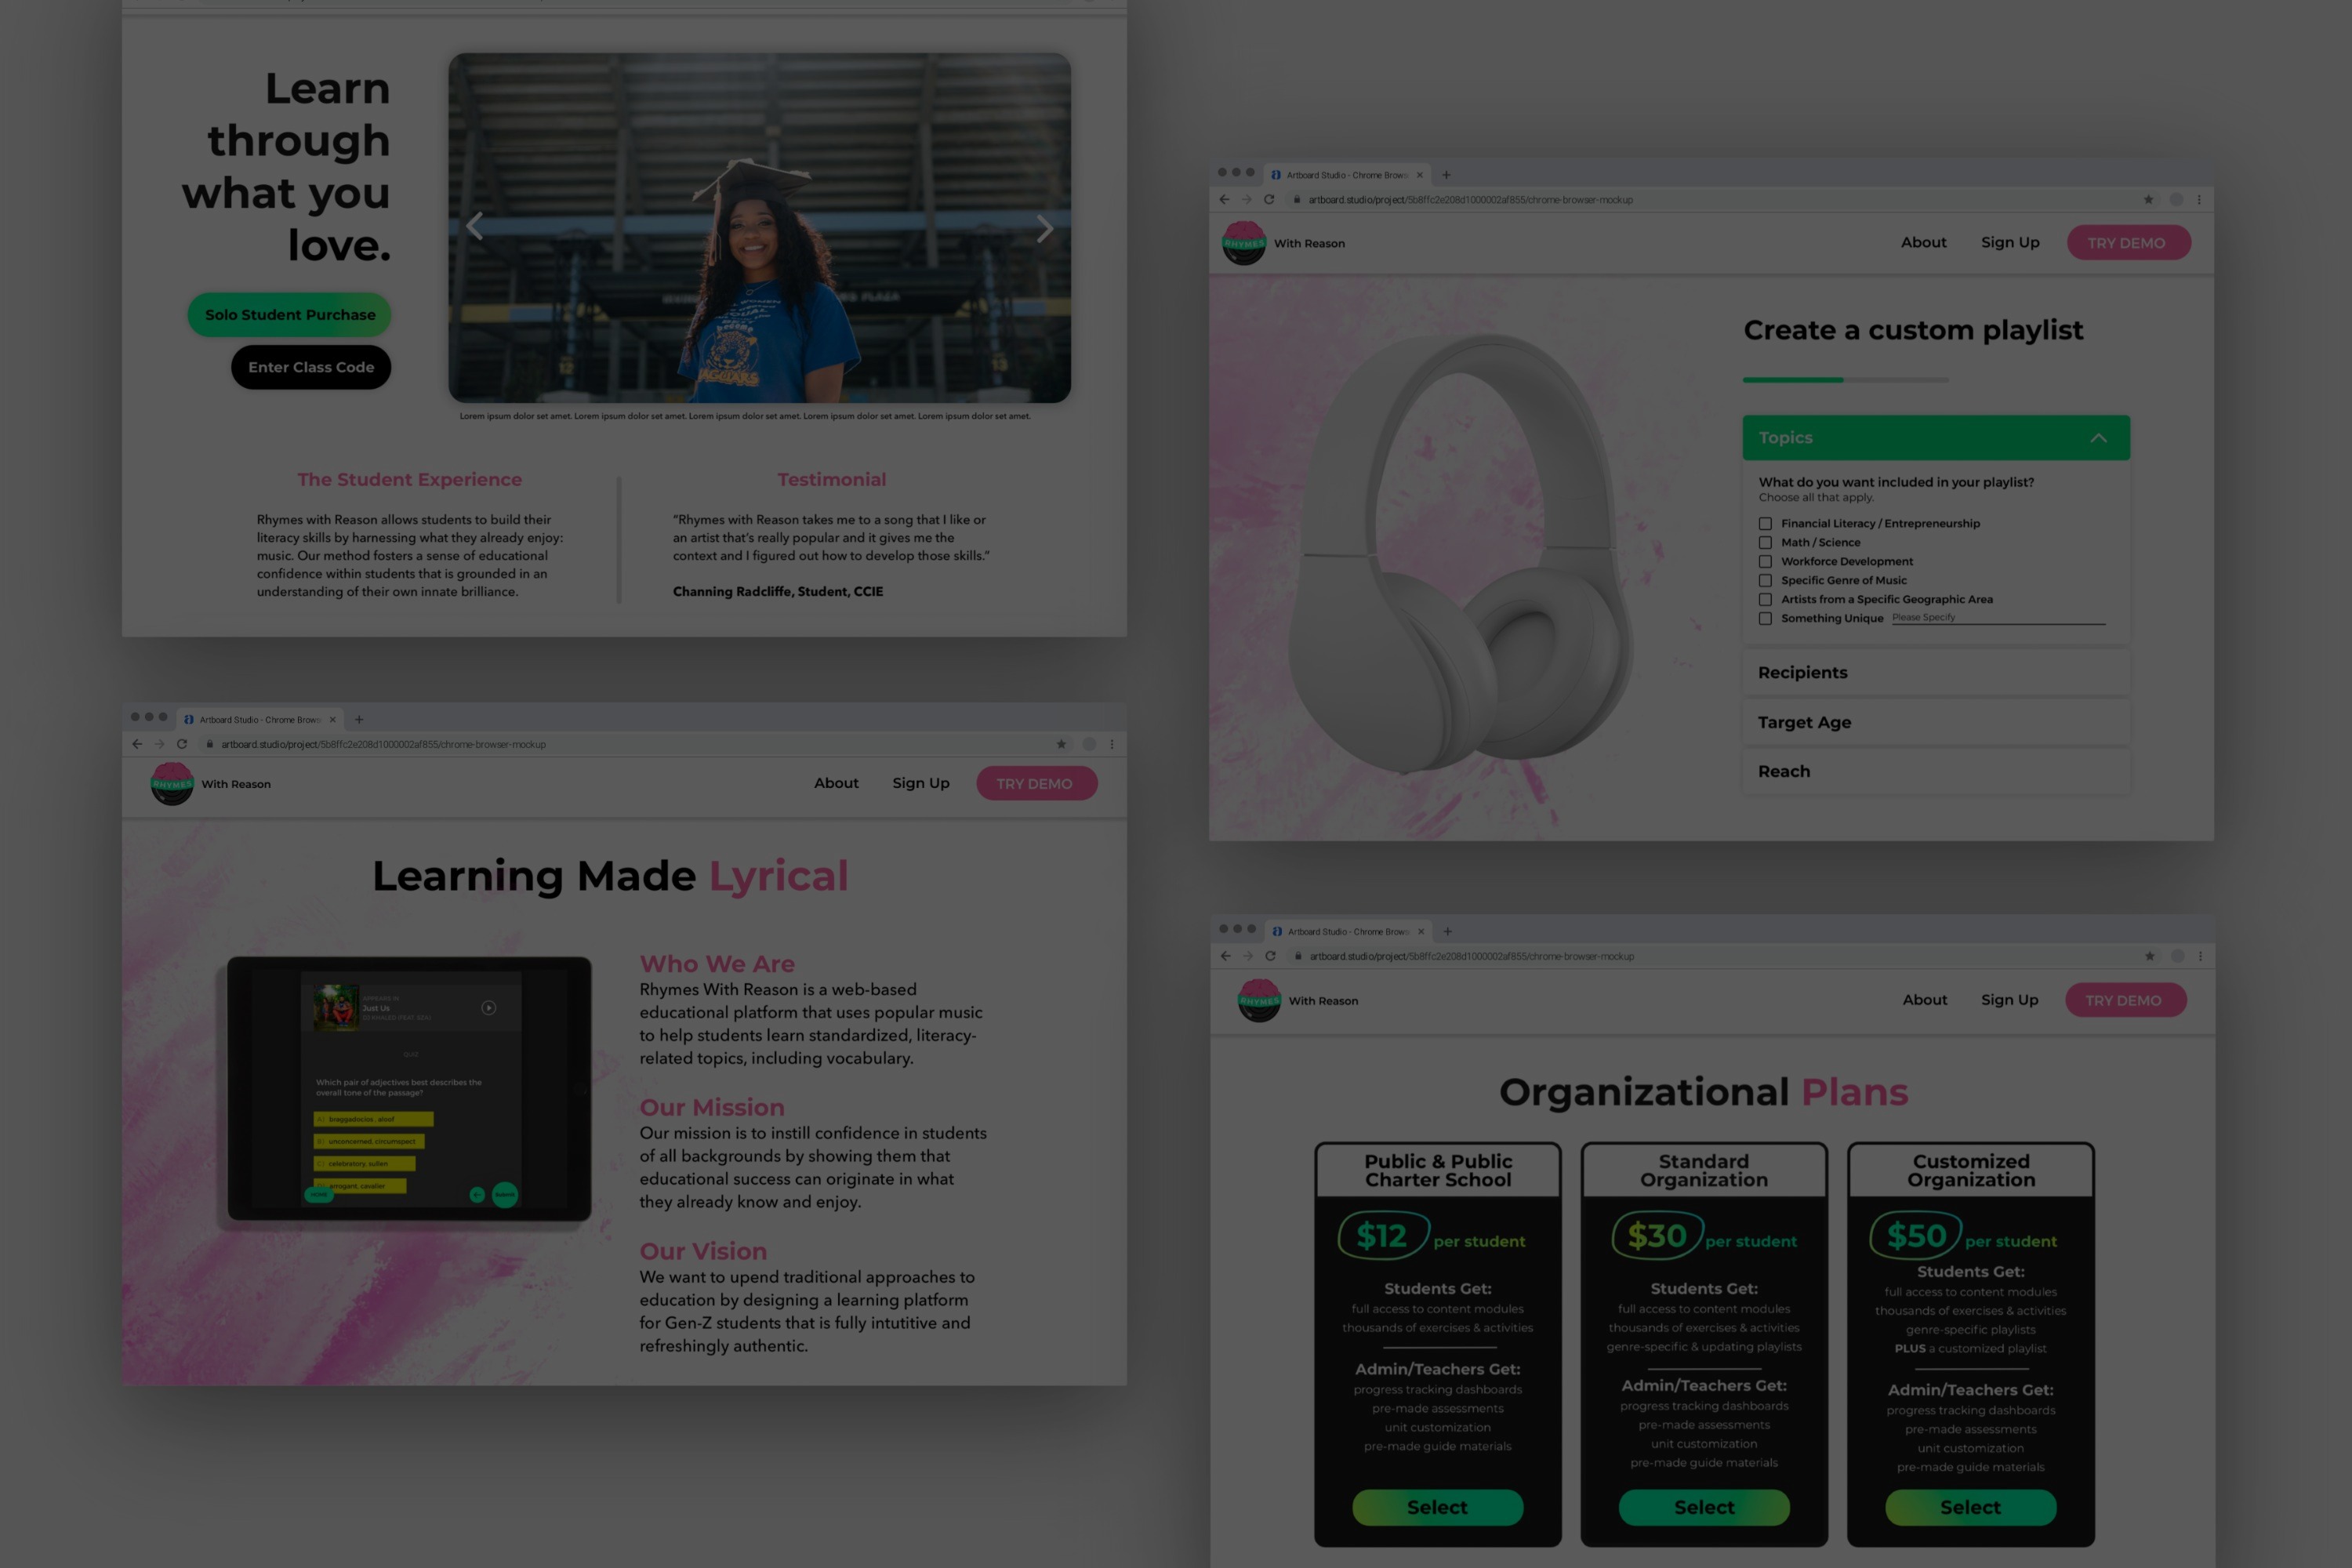 Learn
through
what you
love.
Solo Student Purchase
Enter Class Code
12
13
JAGUARS
Lorem ipsum dolor set amet. Lorem ipsum dolor set amet. Lorem ipsum dolor set amet. Lorem ipsum dolor set amet. Lorem ipsum dolor set amet.
The Student Experience
Rhymes with Reason allows students to build their
literacy skills by harnessing what they already enjoy:
music. Our method fosters a sense of educational
confidence within students that is grounded in an
understanding of their own innate brilliance.
Testimonial
"Rhymes with Reason takes me to a song that I like or
an artist that's really popular and it gives me the
context and I figured out how to develop those skills."
Channing Radcliffe, Student, CCIE
Artboard Studio - Chrome Brows
artboard.studio/project/5b8ffc2e208d1000002af855/chrome-browser-mockup
RHYMES
With Reason
About
Sign Up
TRY DEMO
Create a custom playlist
Topics
What do you want included in your playlist?
Choose all that apply.
Financial Literacy / Entrepreneurship
Math / Science
Workforce Development
Specific Genre of Music
Artists from a Specific Geographic Area
Something Unique Please Specify
Recipients
Target Age
Reach
Artboard Studio - Chrome Brows
artboard.studio/project/5b8ffc2e208d1000002af855/chrome-browser-mockup
RHYMES
With Reason
About
Sign Up
TRY DEMO
Learning Made Lyrical
APPEARS IN
Just Us
DJ KHALED (FEAT. SZA)
QUIZ
Which pair of adjectives best describes the
overall tone of the passage?
braggadocios, aloof
unconcerned, circumspect
celebratory, sullen
arrogant, cavalier
HOME
Submit
Who We Are
Rhymes With Reason is a web-based
educational platform that uses popular music
to help students learn standardized, literacy-
related topics, including vocabulary.
Our Mission
Our mission is to instill confidence in students
of all backgrounds by showing them that
educational success can originate in what
they already know and enjoy.
Our Vision
We want to upend traditional approaches to
education by designing a learning platform
for Gen-Z students that is fully intutitive and
refreshingly authentic.
Artboard Studio - Chrome Brows
artboard.studio/project/5b8ffc2e208d1000002af855/chrome-browser-mockup
RHYMES
With Reason
About
Sign Up
TRY DEMO
Organizational Plans
Public & Public
Charter School
$12 per student
Students Get:
full access to content modules
thousands of exercises & activities
Admin/Teachers Get:
progress tracking dashboards
pre-made assessments
unit customization
pre-made guide materials
Select
Standard
Organization
$30 per student
Students Get:
full access to content modules
thousands of exercises & activities
genre-specific & updating playlists
Admin/Teachers Get:
progress tracking dashboards
pre-made assessments
unit customization
pre-made guide materials
Select
Customized
Organization
$50 per student
Students Get:
full access to content modules
thousands of exercises & activities
genre-specific playlists
PLUS a customized playlist
Admin/Teachers Get:
progress tracking dashboards
pre-made assessments
unit customization
pre-made guide materials
Select